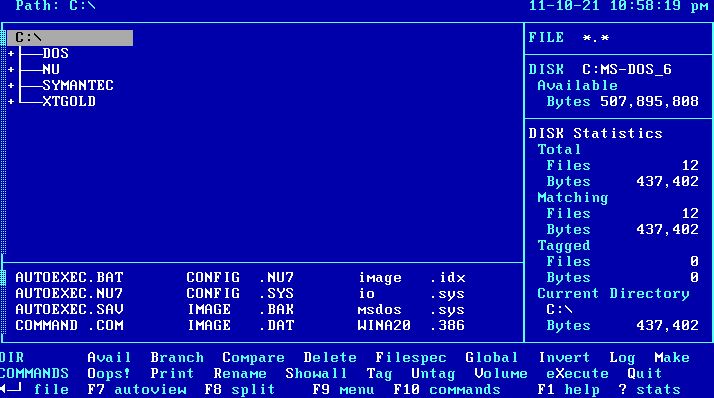 Path: C:\ 11-10-21 10:58:19 pm
C:\
DOS
NU
SYMANTEC
XTGOLD
FILE *.*
DISK C:MS-DOS_6
Available
Bytes 507,895,808
DISK Statistics
Total
Files 12
Bytes 437,402
Matching
Files 12
Bytes 437,402
Tagged
Files 0
Bytes 0
Current Directory
C:\
Bytes 437,402
AUTOEXEC.BAT CONFIG .NU7 image .idx
AUTOEXEC.NU7 CONFIG .SYS io .sys
AUTOEXEC.SAV IMAGE .BAK msdos .sys
COMMAND .COM IMAGE .DAT WINA20 .386
DIR Avail Branch Compare Delete Filespec Global Invert Log Make
COMMANDS Oops! Print Rename Showall Tag Untag Volume eXecute Quit
file F7 autoview F8 split F9 menu F10 commands F1 help ? stats